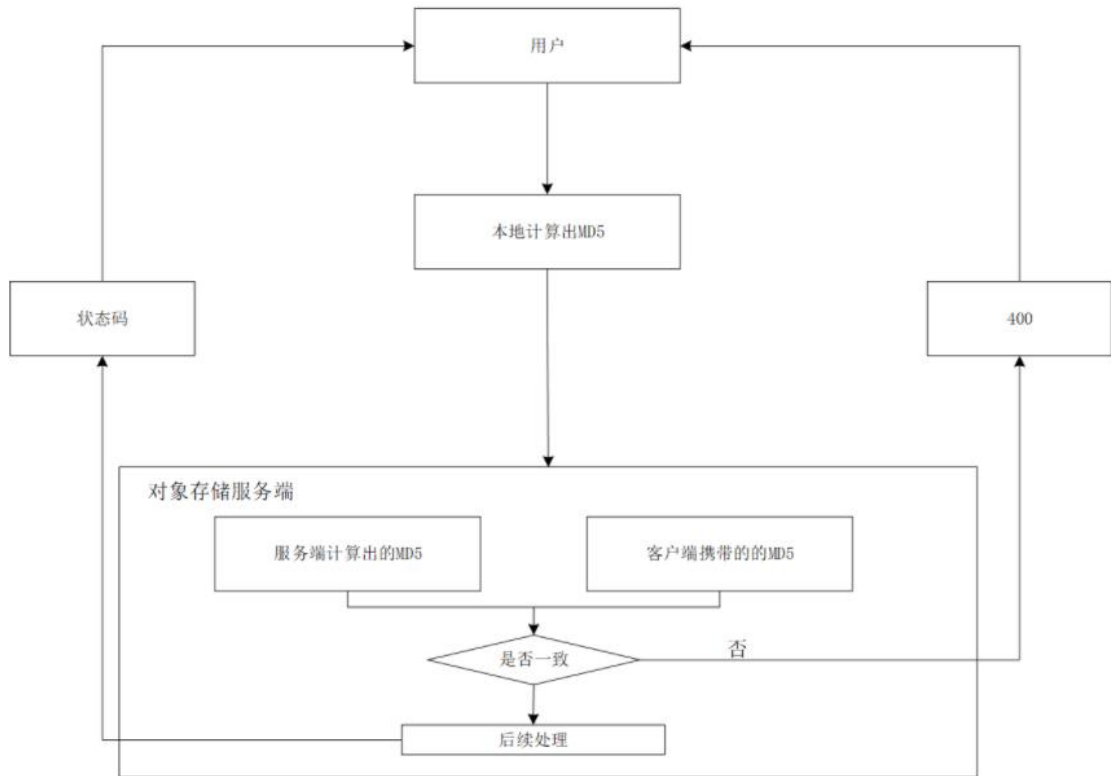 用户
本地计算出MD5
状态码
400
对象存储服务端
服务端计算出的MD5
客户端携带的的MD5
是否一致
否
后续处理